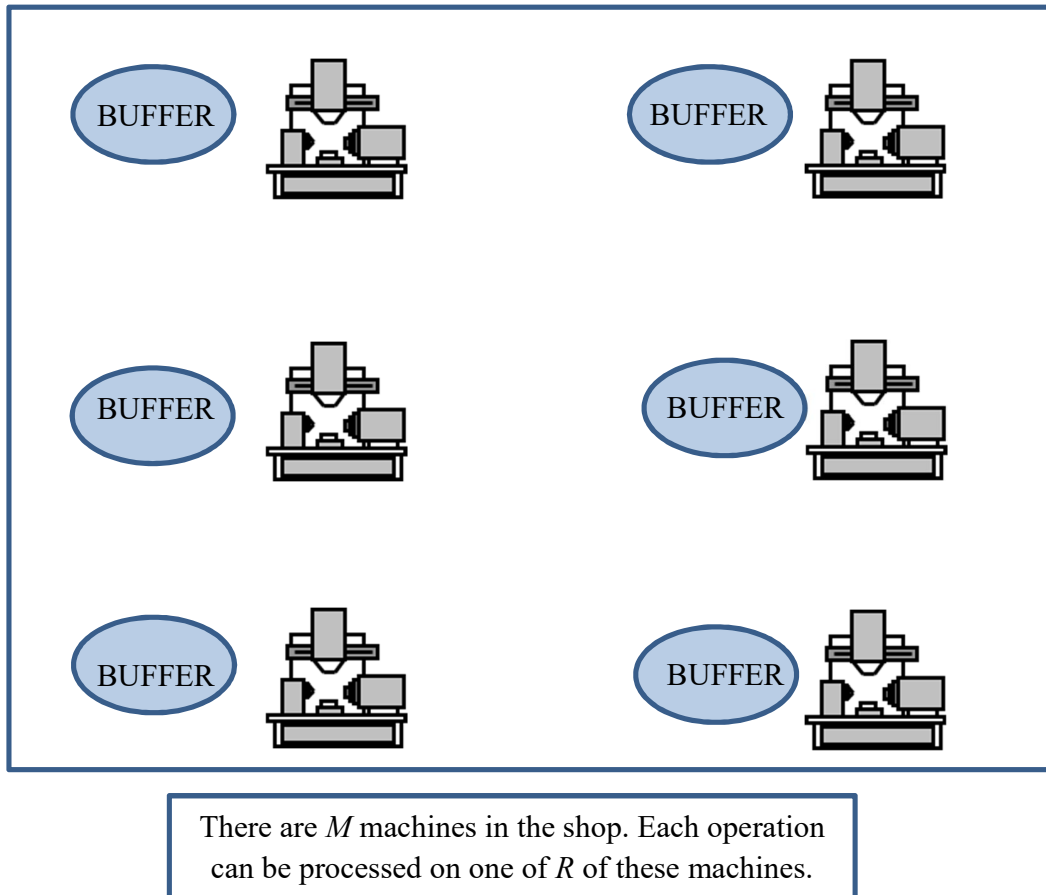 BUFFER
BUFFER
BUFFER
BUFFER
BUFFER
BUFFER
There are M machines in the shop. Each operation
can be processed on one of R of these machines.